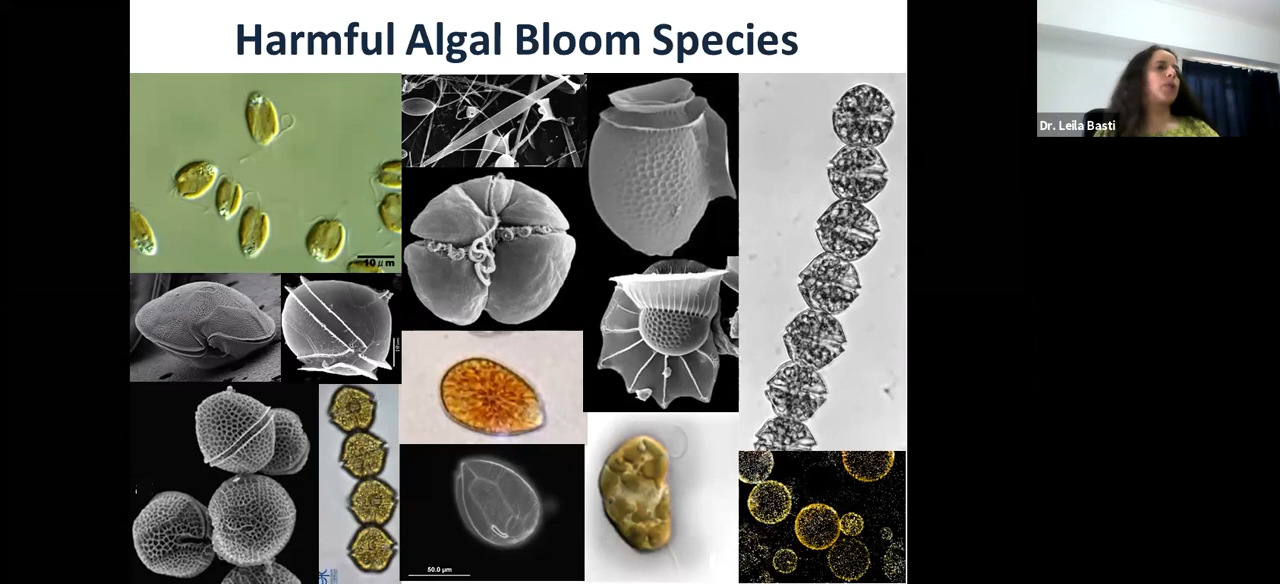 Harmful Algal Bloom Species
Dr. Leila Basti
10 μm
50.0 μm